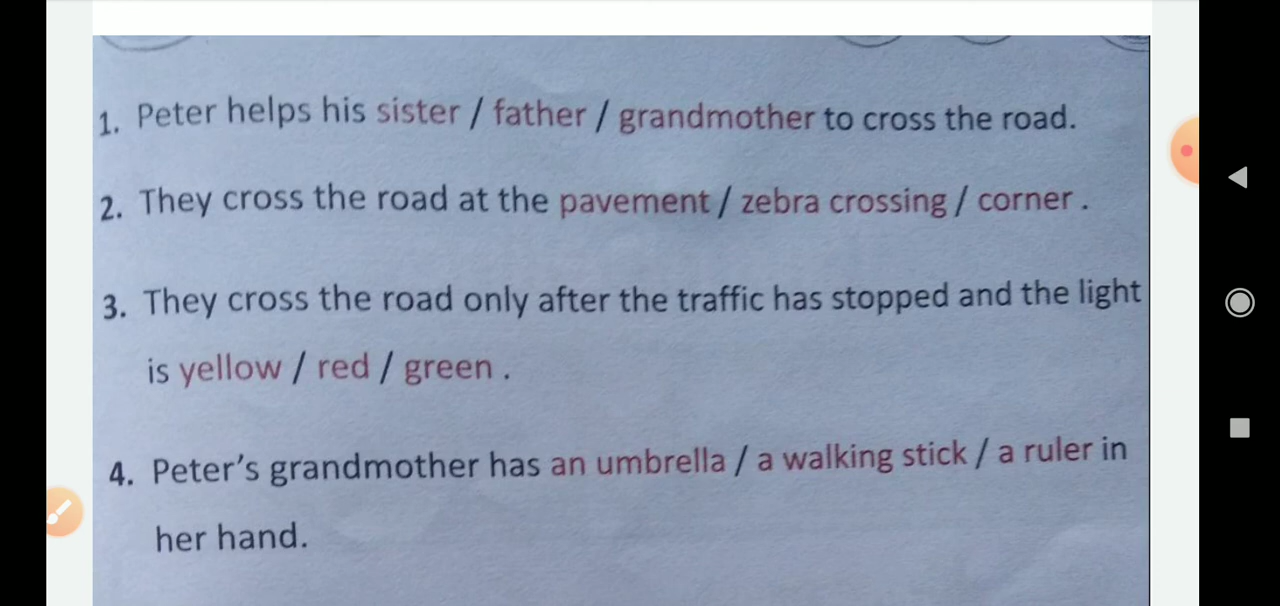 1. Peter helps his sister / father / grandmother to cross the road.
2. They cross the road at the pavement / zebra crossing / corner .
3. They cross the road only after the traffic has stopped and the light
is yellow / red / green .
4. Peter’s grandmother has an umbrella / a walking stick / a ruler in
her hand.